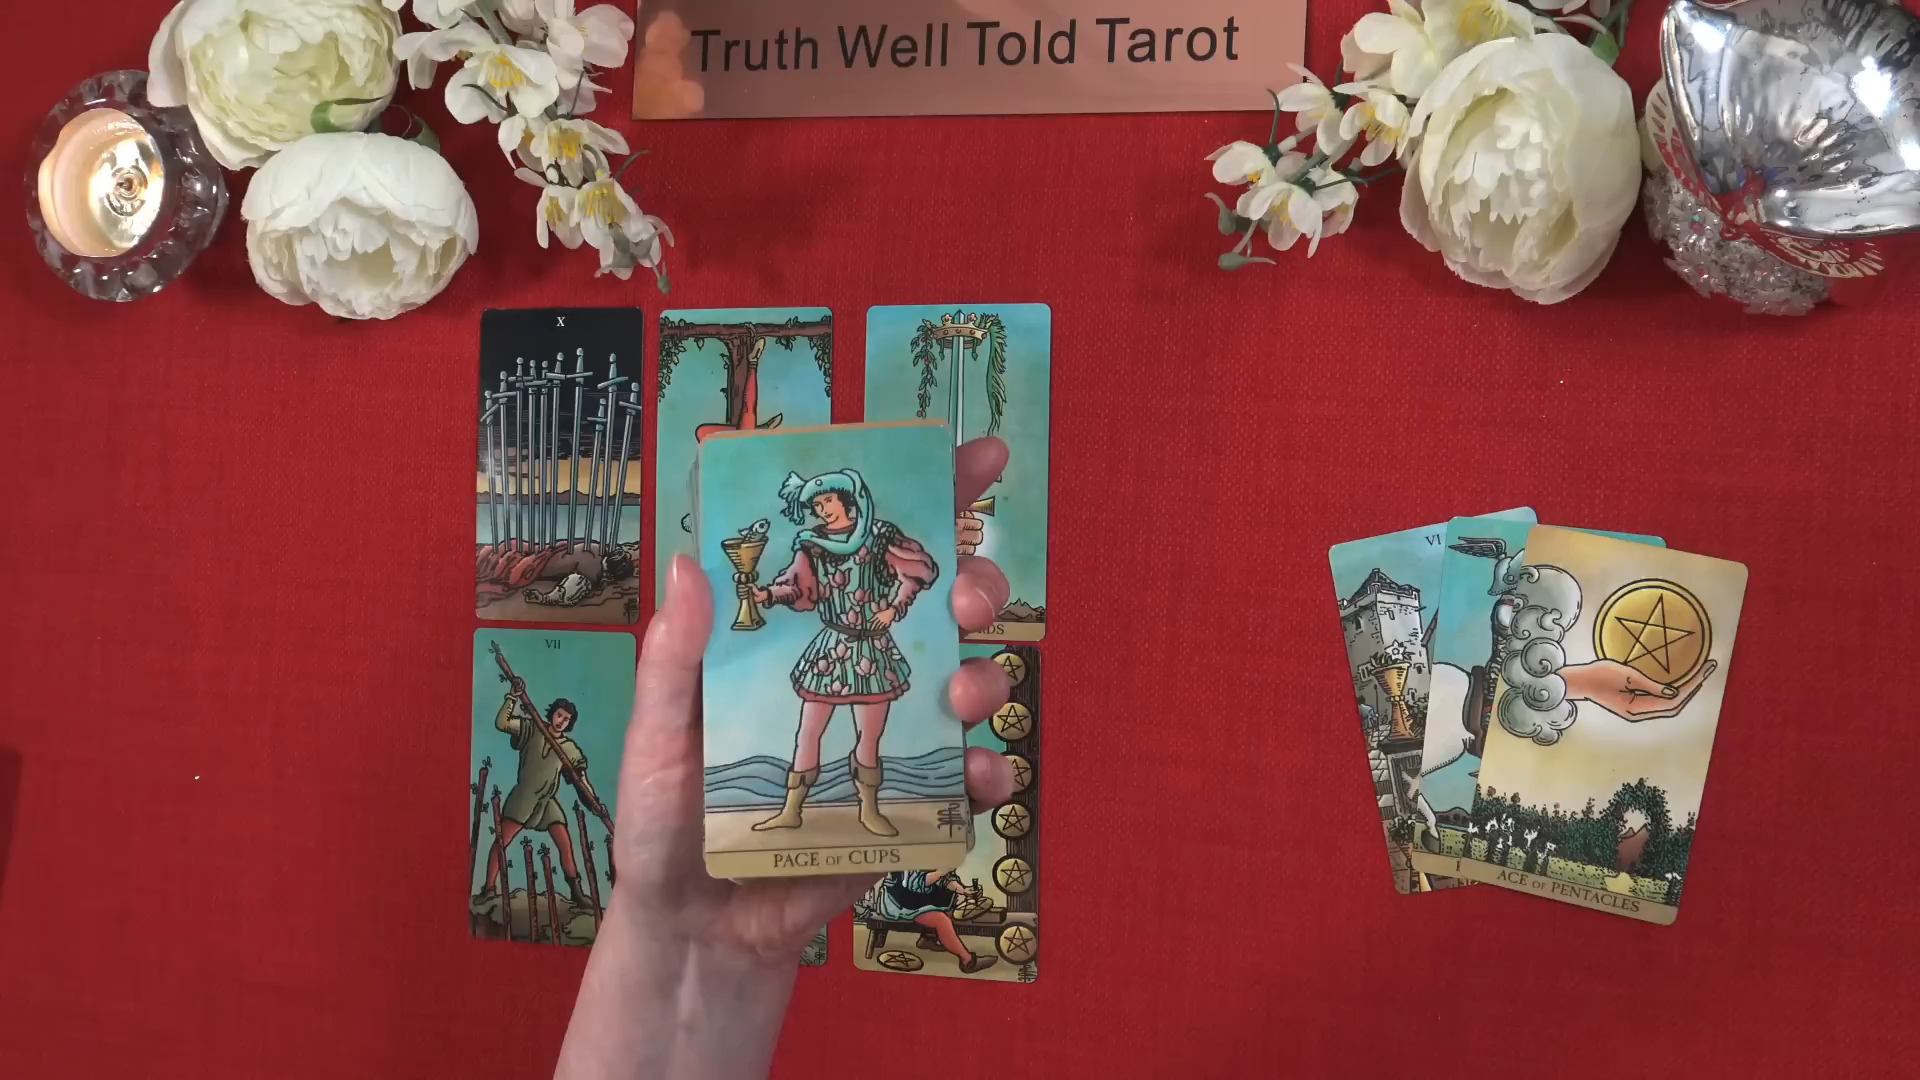 Truth Well Told Tarot
X
VI
VII
PAGE OF CUPS
ACE OF PENTACLES